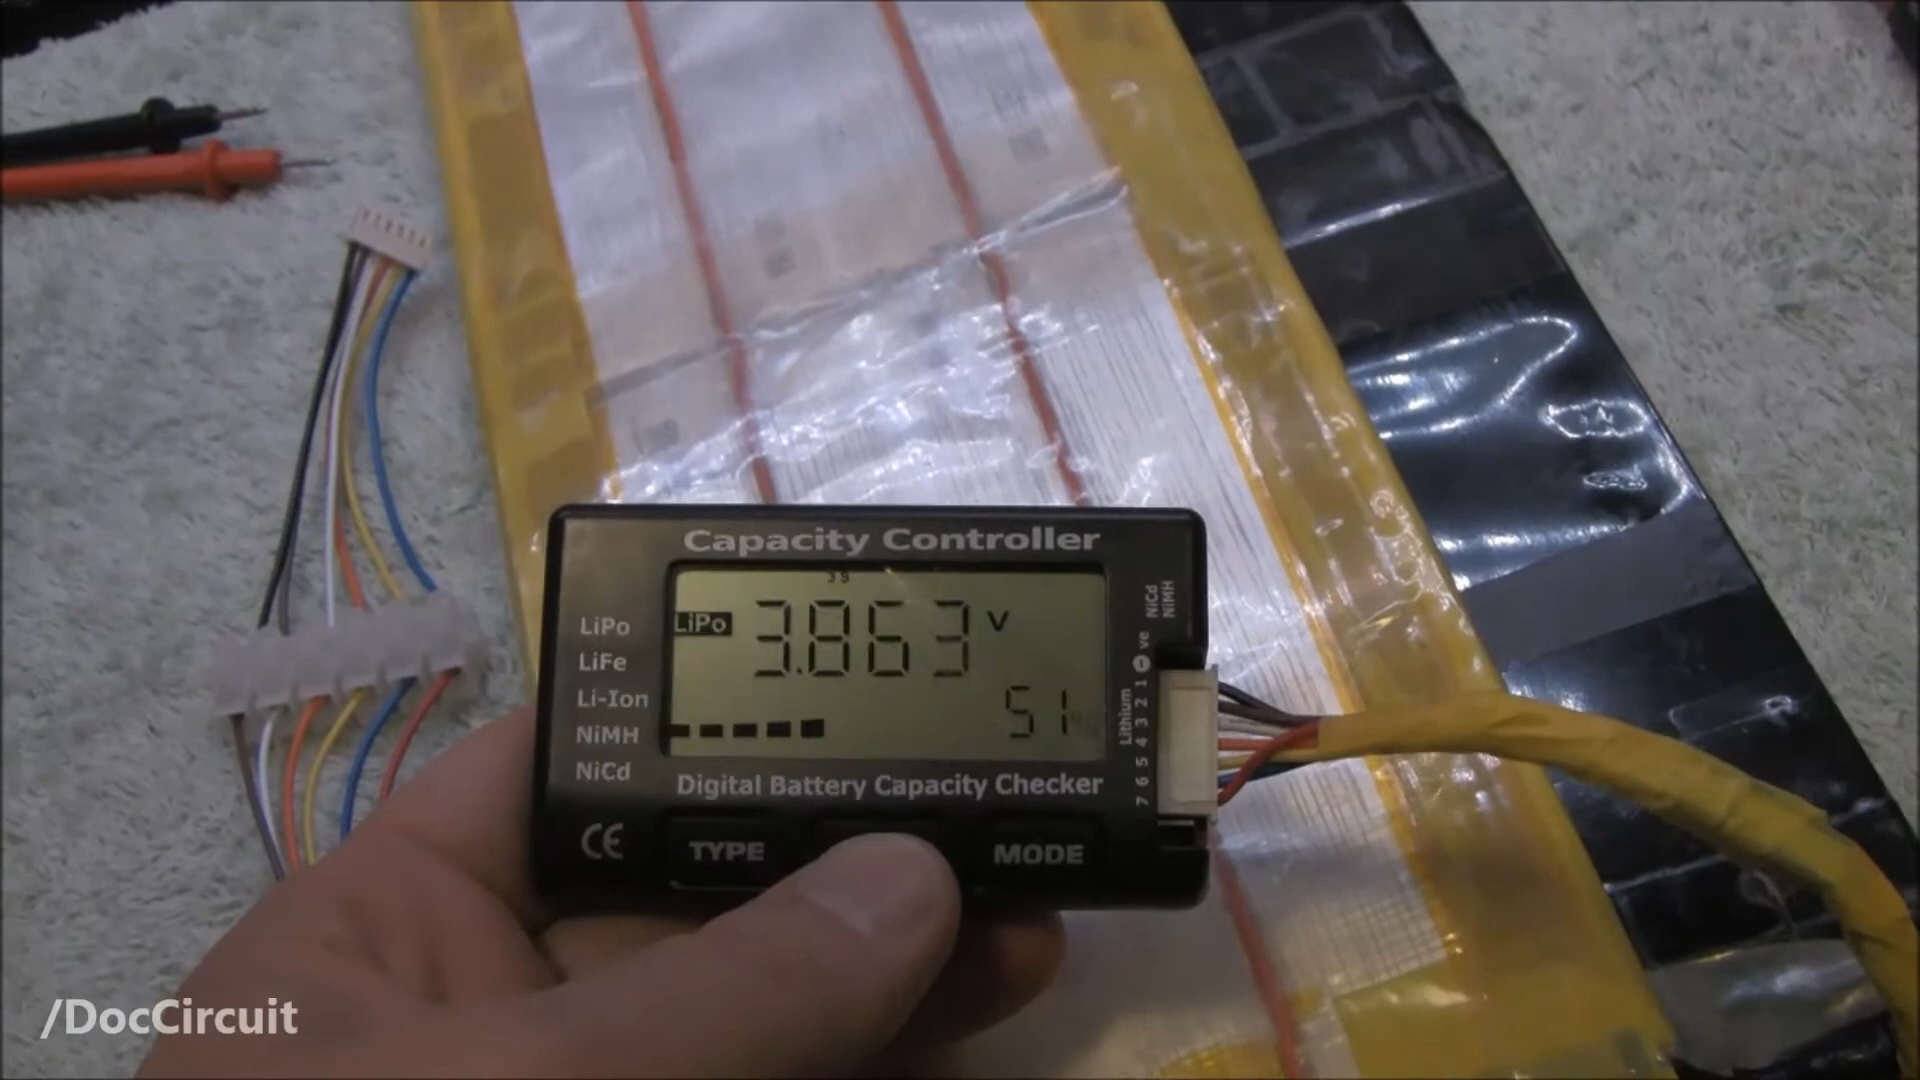 Capacity Controller
3S
LiPo
3.863 V
51%
LiPo
LiFe
Li-Ion
NiMH
NiCd
Digital Battery Capacity Checker
CE
TYPE
MODE
NiCd
NiMH
ve
Lithium
7 6 5 4 3 2 1
/DocCircuit